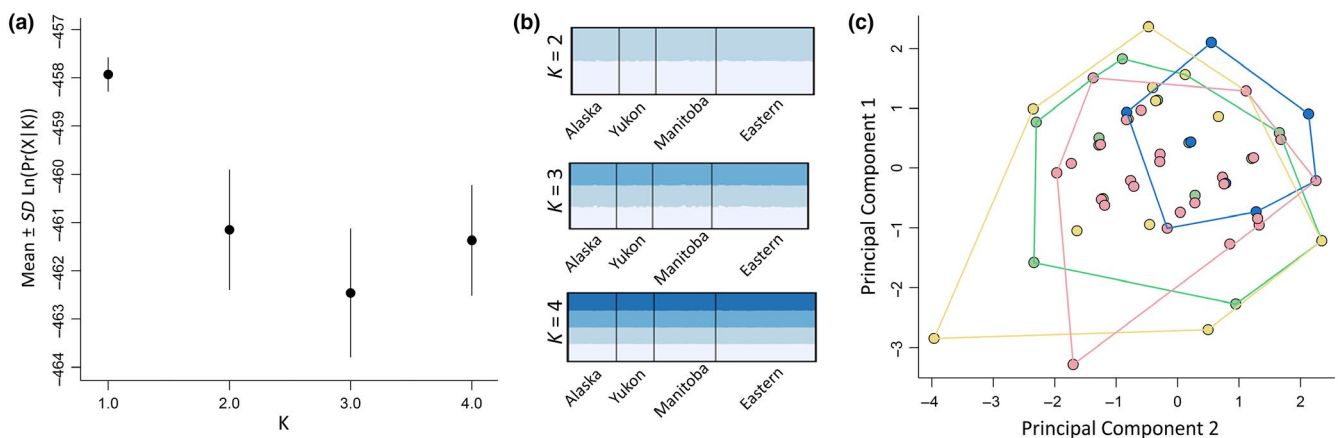 (a)
Mean ± SD Ln(Pr(X|K))
−457
−458
−459
−460
−461
−462
−463
−464
1.0 2.0 3.0 4.0
K
(b)
K = 2
Alaska Yukon Manitoba Eastern
K = 3
Alaska Yukon Manitoba Eastern
K = 4
Alaska Yukon Manitoba Eastern
(c)
Principal Component 1
2
1
0
−1
−2
−3
−4 −3 −2 −1 0 1 2
Principal Component 2